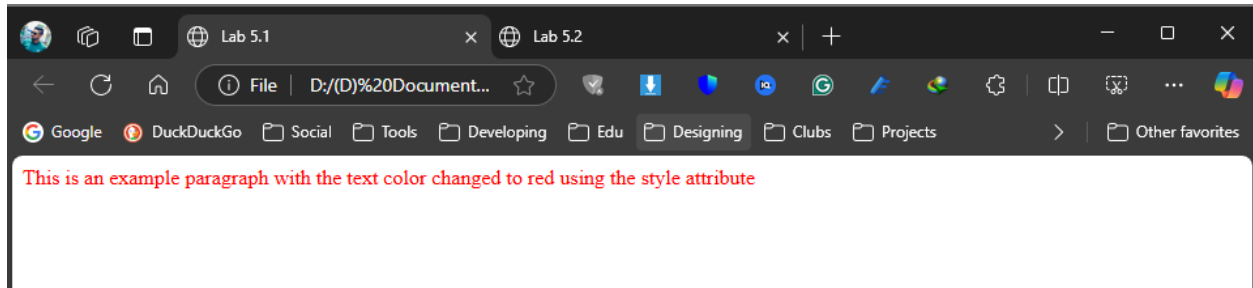 Lab 5.1 Lab 5.2
File D:/(D)%20Document...
Google DuckDuckGo Social Tools Developing Edu Designing Clubs Projects Other favorites
This is an example paragraph with the text color changed to red using the style attribute